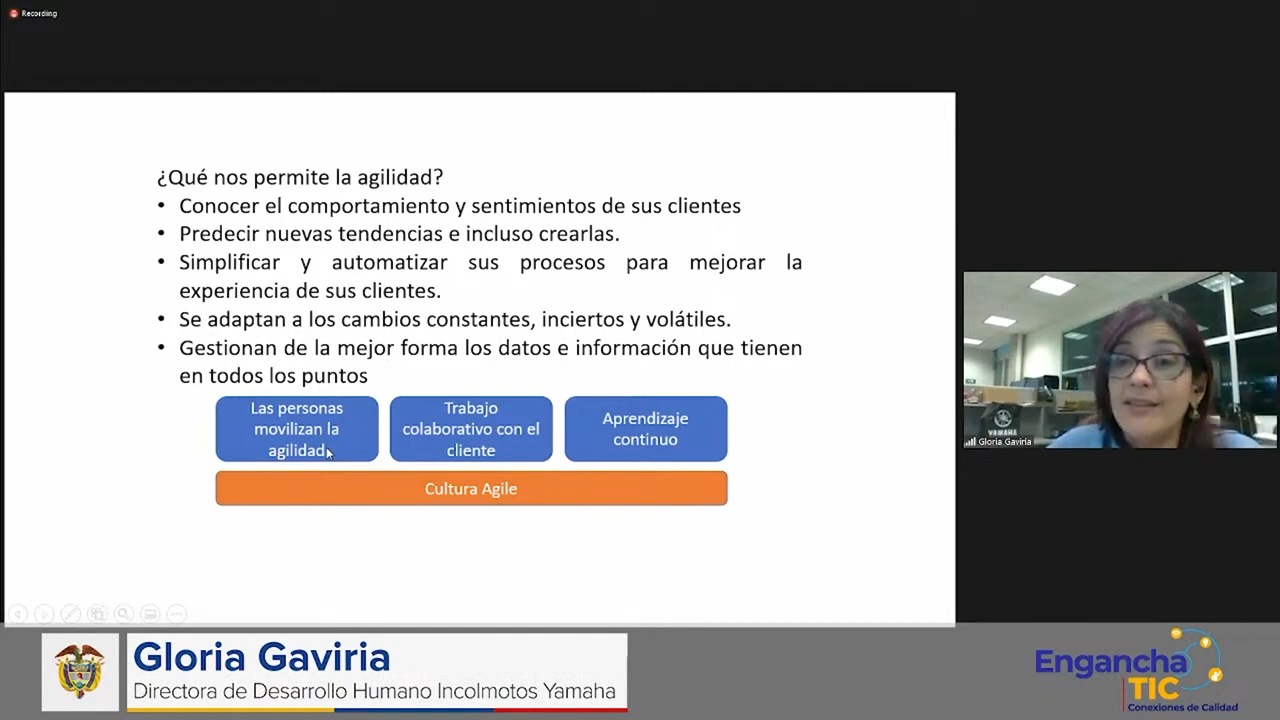 Recording
¿Qué nos permite la agilidad?
• Conocer el comportamiento y sentimientos de sus clientes
• Predecir nuevas tendencias e incluso crearlas.
• Simplificar y automatizar sus procesos para mejorar la
experiencia de sus clientes.
• Se adaptan a los cambios constantes, inciertos y volátiles.
• Gestionan de la mejor forma los datos e información que tienen
en todos los puntos
Las personas
movilizan la
agilidad
Trabajo
colaborativo con el
cliente
Aprendizaje
continuo
Cultura Agile
YAMAHA
Gloria Gaviria
Gloria Gaviria
Directora de Desarrollo Humano Incolmotos Yamaha
Engancha
TIC
Conexiones de Calidad